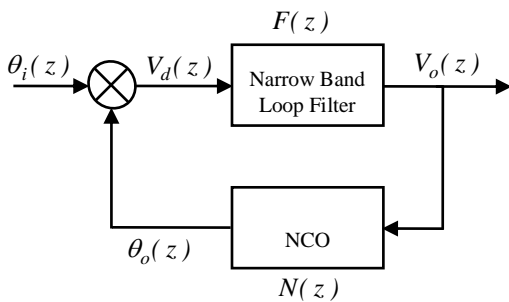 F(z)
θi(z)
Vd(z)
Narrow Band
Loop Filter
Vo(z)
θo(z)
NCO
N(z)